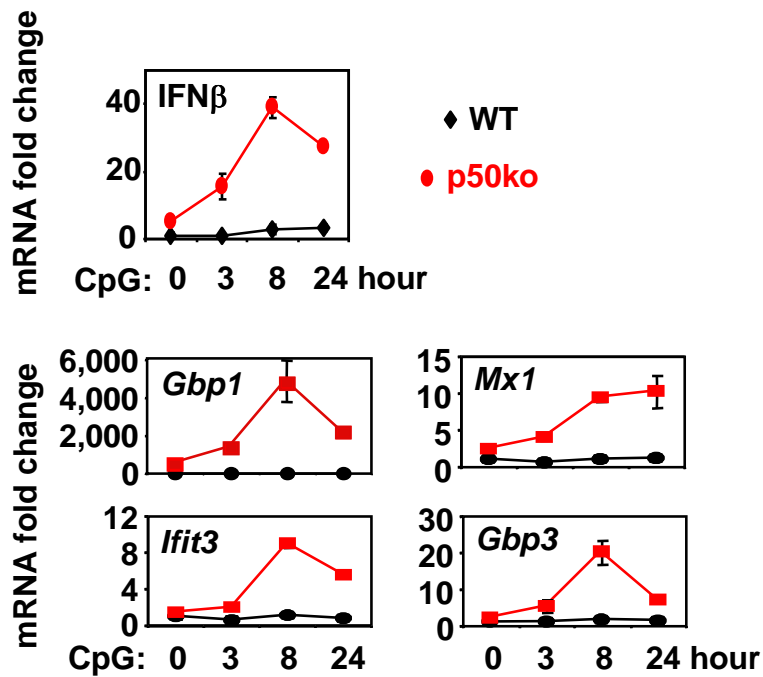 mRNA fold change
IFNβ
40
20
0
CpG: 0 3 8 24 hour
WT
p50ko
mRNA fold change
6,000
4,000
2,000
0
Gbp1
15
10
5
0
Mx1
12
8
4
0
Ifit3
30
20
10
0
Gbp3
CpG: 0 3 8 24
0 3 8 24 hour